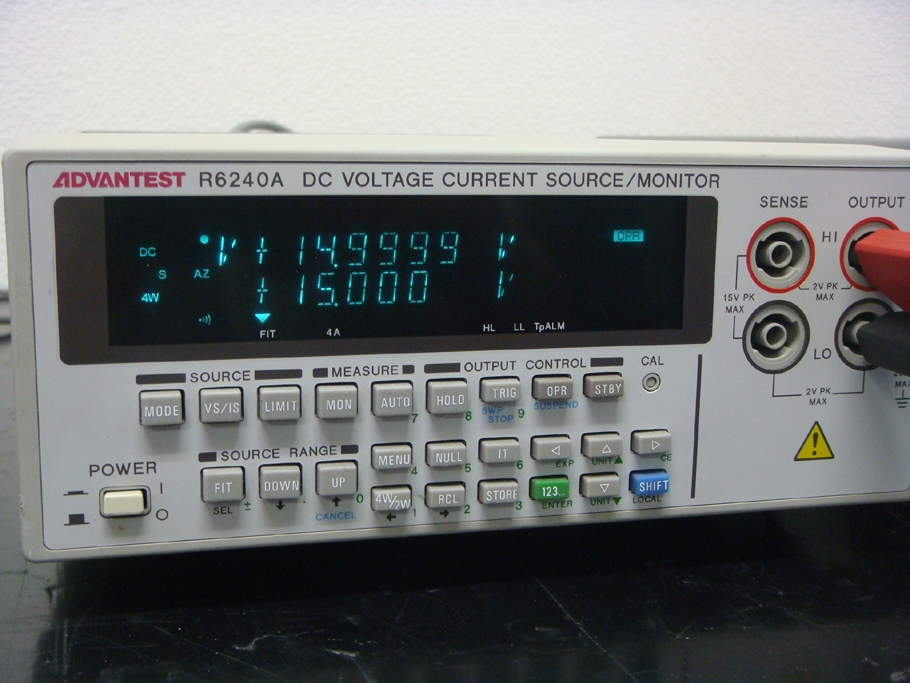 ADVANTEST R6240A DC VOLTAGE CURRENT SOURCE/MONITOR
DC
S AZ
4W
V + 14.9999 V
+ 15.000 V
OPR
FIT 4A HL LL TpALM
SENSE OUTPUT
HI
2V PK
MAX
15V PK
MAX
LO
2V PK
MAX
SOURCE MEASURE OUTPUT CONTROL CAL
MODE VS/IS LIMIT MON AUTO 7 HOLD 8 TRIG 9 OPR STBY
SWP
STOP
SUSPEND
SOURCE RANGE
MENU 4 NULL 5 IT 6 EXP UNIT CE
POWER
FIT DOWN UP 4W/2W RCL STORE 123... UNIT SHIFT
SEL ± 0 1 2 3 ENTER LOCAL
CANCEL
I
O